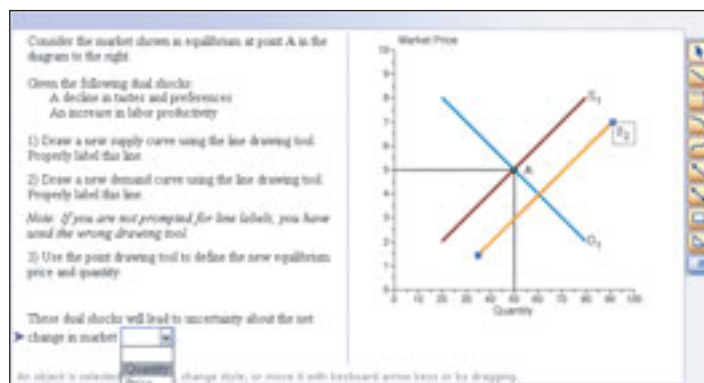 Consider the market shown in equilibrium at point A in the
diagram to the right.
Given the following dual shocks:
A decline in tastes and preferences
An increase in labor productivity
1) Draw a new supply curve using the line drawing tool.
Properly label this line.
2) Draw a new demand curve using the line drawing tool.
Properly label this line.
Note: If you are not prompted for line labels, you have
used the wrong drawing tool.
3) Use the point drawing tool to define the new equilibrium
price and quantity.
These dual shocks will lead to uncertainty about the net
change in market
Quantity
Price
An object is selected change style, or move it with keyboard arrow keys or by dragging.
Market Price
10
9
8
7
6
5
4
3
2
1
0
0 10 20 30 40 50 60 70 80 90 100
Quantity
S1
S2
A
D1